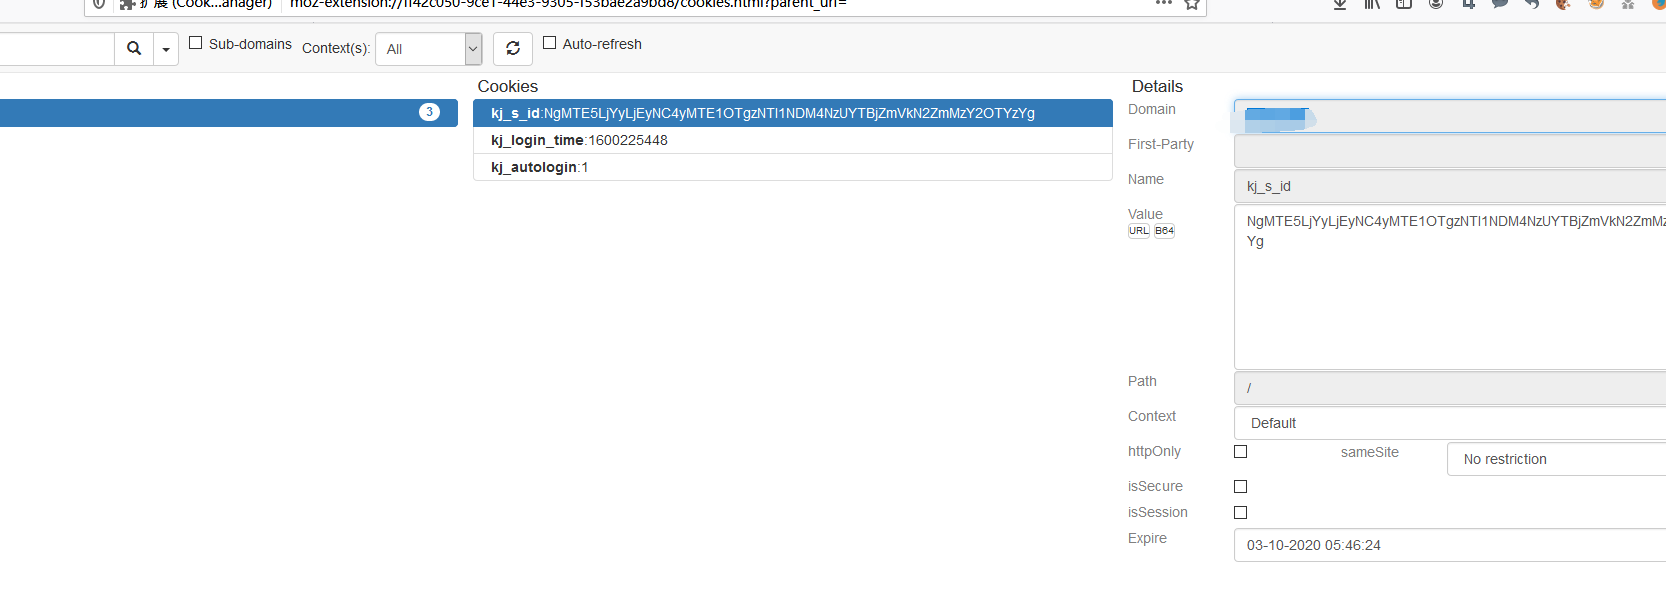 扩展 (Cook...anager) moz-extension://ff42c050-9ce1-44e3-9305-f53bae2a9bd8/cookies.html?parent_url=
Sub-domains Context(s): All Auto-refresh
Cookies
Details
3
kj_s_id:NgMTE5LjYyLjEyNC4yMTE1OTgzNTI1NDM4NzUYTBjZmVkN2ZmMzY2OTYzYg
kj_login_time:1600225448
kj_autologin:1
Domain
First-Party
Name kj_s_id
Value NgMTE5LjYyLjEyNC4yMTE1OTgzNTI1NDM4NzUYTBjZmVkN2ZmMz
URL B64 Yg
Path /
Context Default
httpOnly sameSite No restriction
isSecure
isSession
Expire 03-10-2020 05:46:24